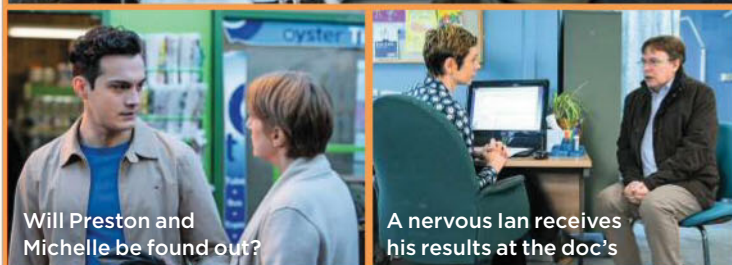 oyster
Will Preston and
Michelle be found out?
A nervous Ian receives
his results at the doc's